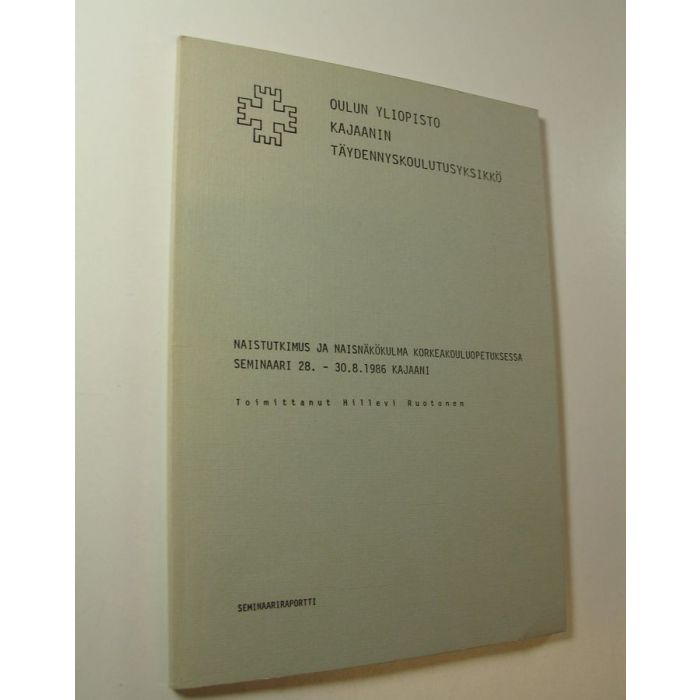 OULUN YLIOPISTO
KAJAANIN
TÄYDENNYSKOULUTUSYKSIKKÖ
NAISTUTKIMUS JA NAISNÄKÖKULMA KORKEAKOULUOPETUKSESSA
SEMINAARI 28. - 30.8.1986 KAJAANI
Toimittanut Hillevi Ruotonen
SEMINAARIRAPORTTI